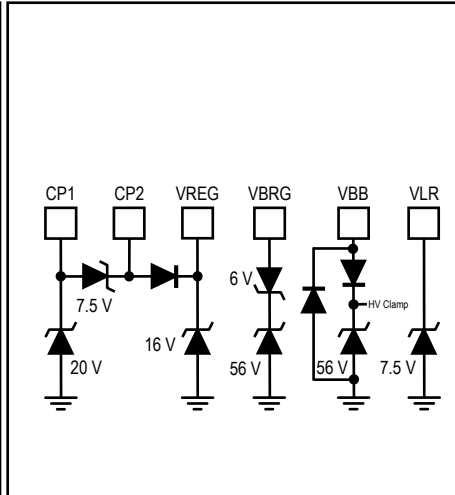 CP1 CP2 VREG VBRG VBB VLR
6 V
HV Clamp
7.5 V
16 V
20 V
56 V
56 V
7.5 V